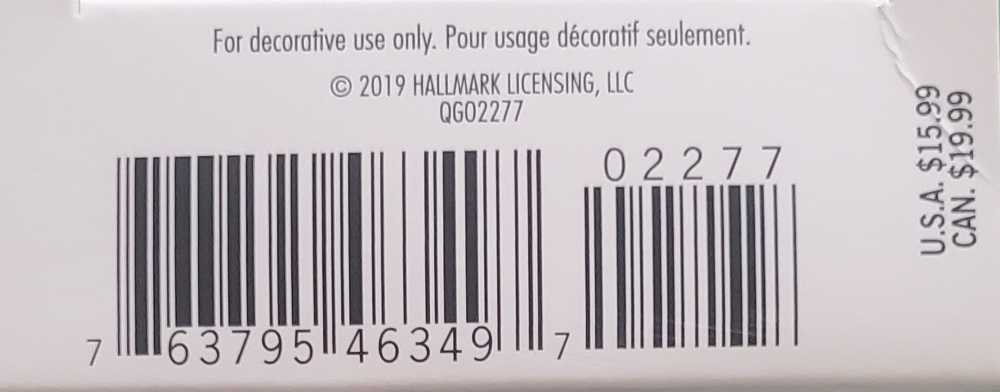 For decorative use only. Pour usage décoratif seulement.
© 2019 HALLMARK LICENSING, LLC
QGO2277
02277
7 63795 46349 7
U.S.A. $15.99
CAN. $19.99